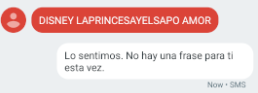 DISNEY LAPRINCESAYELSAPO AMOR
Lo sentimos. No hay una frase para ti
esta vez.
Now • SMS